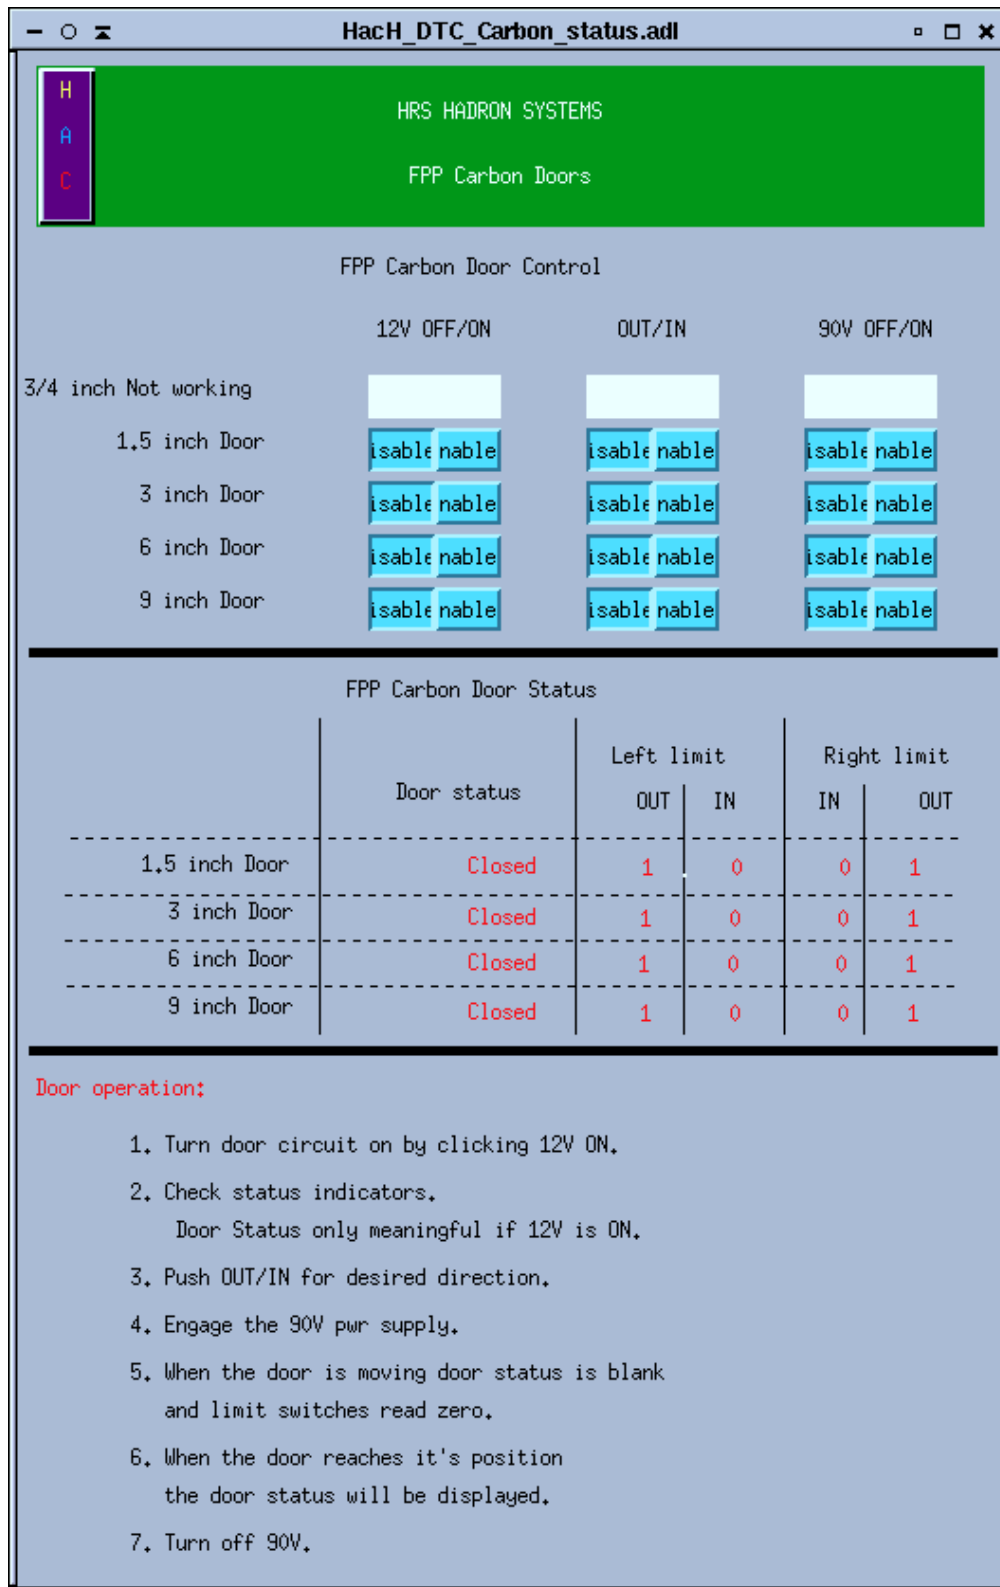 HacH_DTC_Carbon_status.adl
H
A
C
HRS HADRON SYSTEMS
FPP Carbon Doors
FPP Carbon Door Control
12V OFF/ON OUT/IN 90V OFF/ON
3/4 inch Not working
1.5 inch Door isable nable isable nable isable nable
3 inch Door isable nable isable nable isable nable
6 inch Door isable nable isable nable isable nable
9 inch Door isable nable isable nable isable nable
FPP Carbon Door Status
Left limit Right limit
Door status OUT IN IN OUT
1.5 inch Door Closed 1 0 0 1
3 inch Door Closed 1 0 0 1
6 inch Door Closed 1 0 0 1
9 inch Door Closed 1 0 0 1
Door operation:
1. Turn door circuit on by clicking 12V ON.
2. Check status indicators.
Door Status only meaningful if 12V is ON.
3. Push OUT/IN for desired direction.
4. Engage the 90V pwr supply.
5. When the door is moving door status is blank
and limit switches read zero.
6. When the door reaches it's position
the door status will be displayed.
7. Turn off 90V.